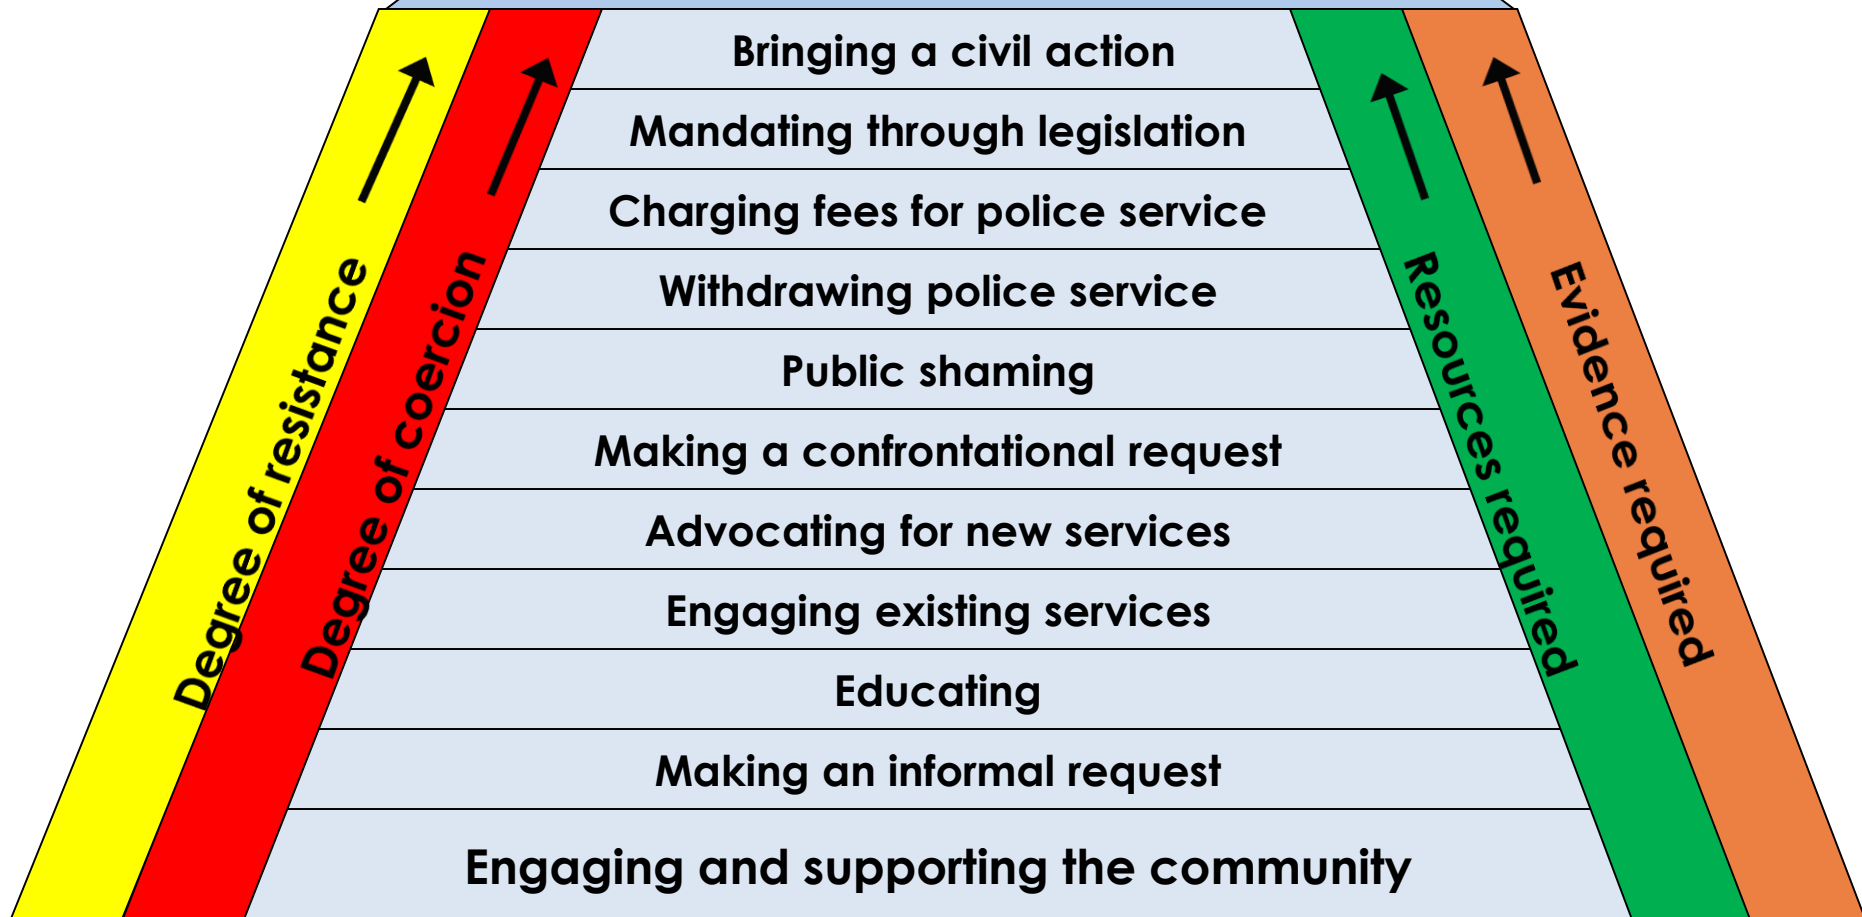 Bringing a civil action
Mandating through legislation
Charging fees for police service
Withdrawing police service
Public shaming
Making a confrontational request
Advocating for new services
Engaging existing services
Educating
Making an informal request
Engaging and supporting the community
Degree of resistance
Degree of coercion
Resources required
Evidence required